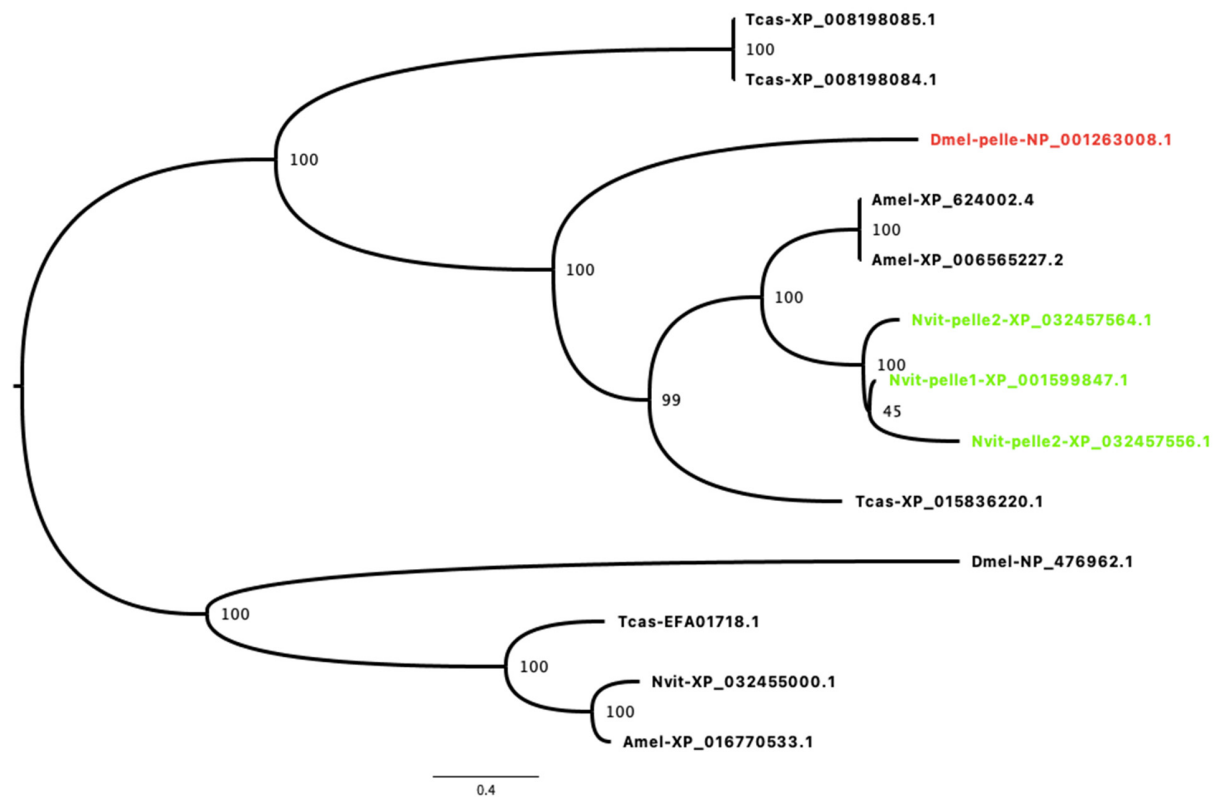 Tcas-XP_008198085.1
100
Tcas-XP_008198084.1
Dmel-pelle-NP_001263008.1
100
Amel-XP_624002.4
100
Amel-XP_006565227.2
100
100
Nvit-pelle2-XP_032457564.1
100
Nvit-pelle1-XP_001599847.1
99
45
Nvit-pelle2-XP_032457556.1
Tcas-XP_015836220.1
Dmel-NP_476962.1
100
Tcas-EFA01718.1
100
Nvit-XP_032455000.1
100
Amel-XP_016770533.1
0.4